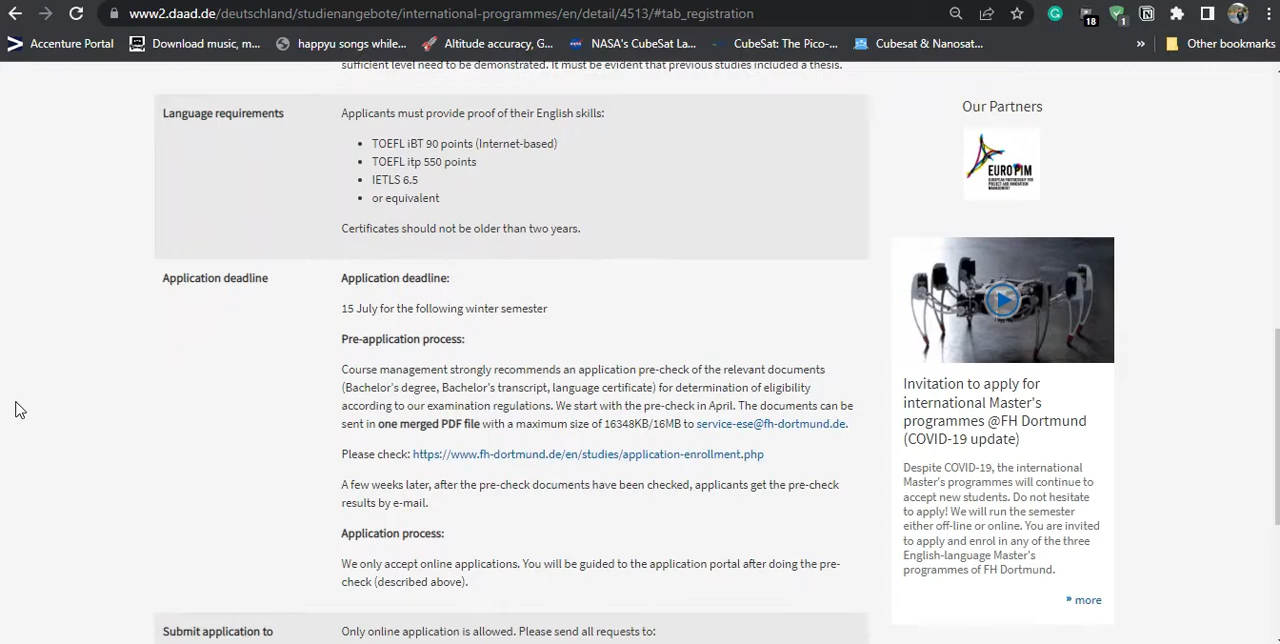 www2.daad.de/deutschland/studienangebote/international-programmes/en/detail/4513/#tab_registration
18
1
Accenture Portal
Download music, m...
happyu songs while...
Altitude accuracy, G...
NASA's CubeSat La...
CubeSat: The Pico-...
Cubesat & Nanosat...
»
Other bookmarks
sufficient level need to be demonstrated. It must be evident that previous studies included a thesis.
Language requirements
Applicants must provide proof of their English skills:
• TOEFL iBT 90 points (Internet-based)
• TOEFL itp 550 points
• IETLS 6.5
• or equivalent
Certificates should not be older than two years.
Application deadline
Application deadline:
15 July for the following winter semester
Pre-application process:
Course management strongly recommends an application pre-check of the relevant documents
(Bachelor's degree, Bachelor's transcript, language certificate) for determination of eligibility
according to our examination regulations. We start with the pre-check in April. The documents can be
sent in one merged PDF file with a maximum size of 16348KB/16MB to service-ese@fh-dortmund.de.
Please check: https://www.fh-dortmund.de/en/studies/application-enrollment.php
A few weeks later, after the pre-check documents have been checked, applicants get the pre-check
results by e-mail.
Application process:
We only accept online applications. You will be guided to the application portal after doing the pre-
check (described above).
Submit application to
Only online application is allowed. Please send all requests to:
Our Partners
EUROPIM
EUROPEAN PARTNERSHIP FOR
PROJECT AND INNOVATION
MANAGEMENT
Invitation to apply for
international Master's
programmes @FH Dortmund
(COVID-19 update)
Despite COVID-19, the international
Master's programmes will continue to
accept new students. Do not hesitate
to apply! We will run the semester
either off-line or online. You are invited
to apply and enrol in any of the three
English-language Master's
programmes of FH Dortmund.
» more